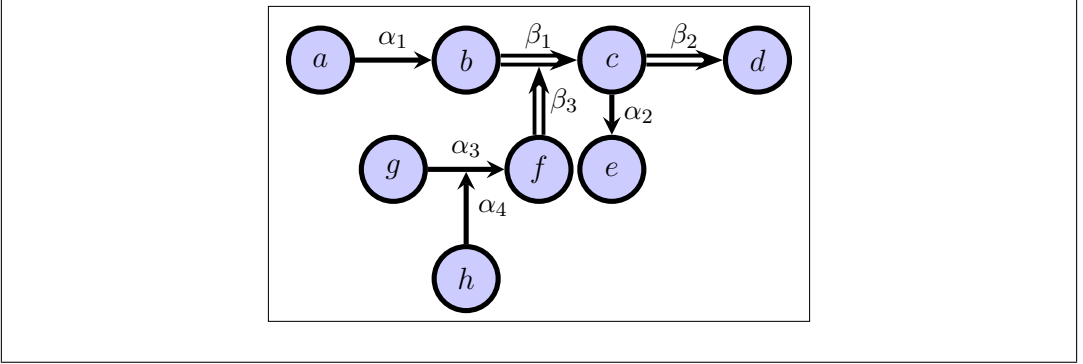 α₁ β₁ β₂
a b c d
β₃ α₂
α₃
g f e
α₄
h